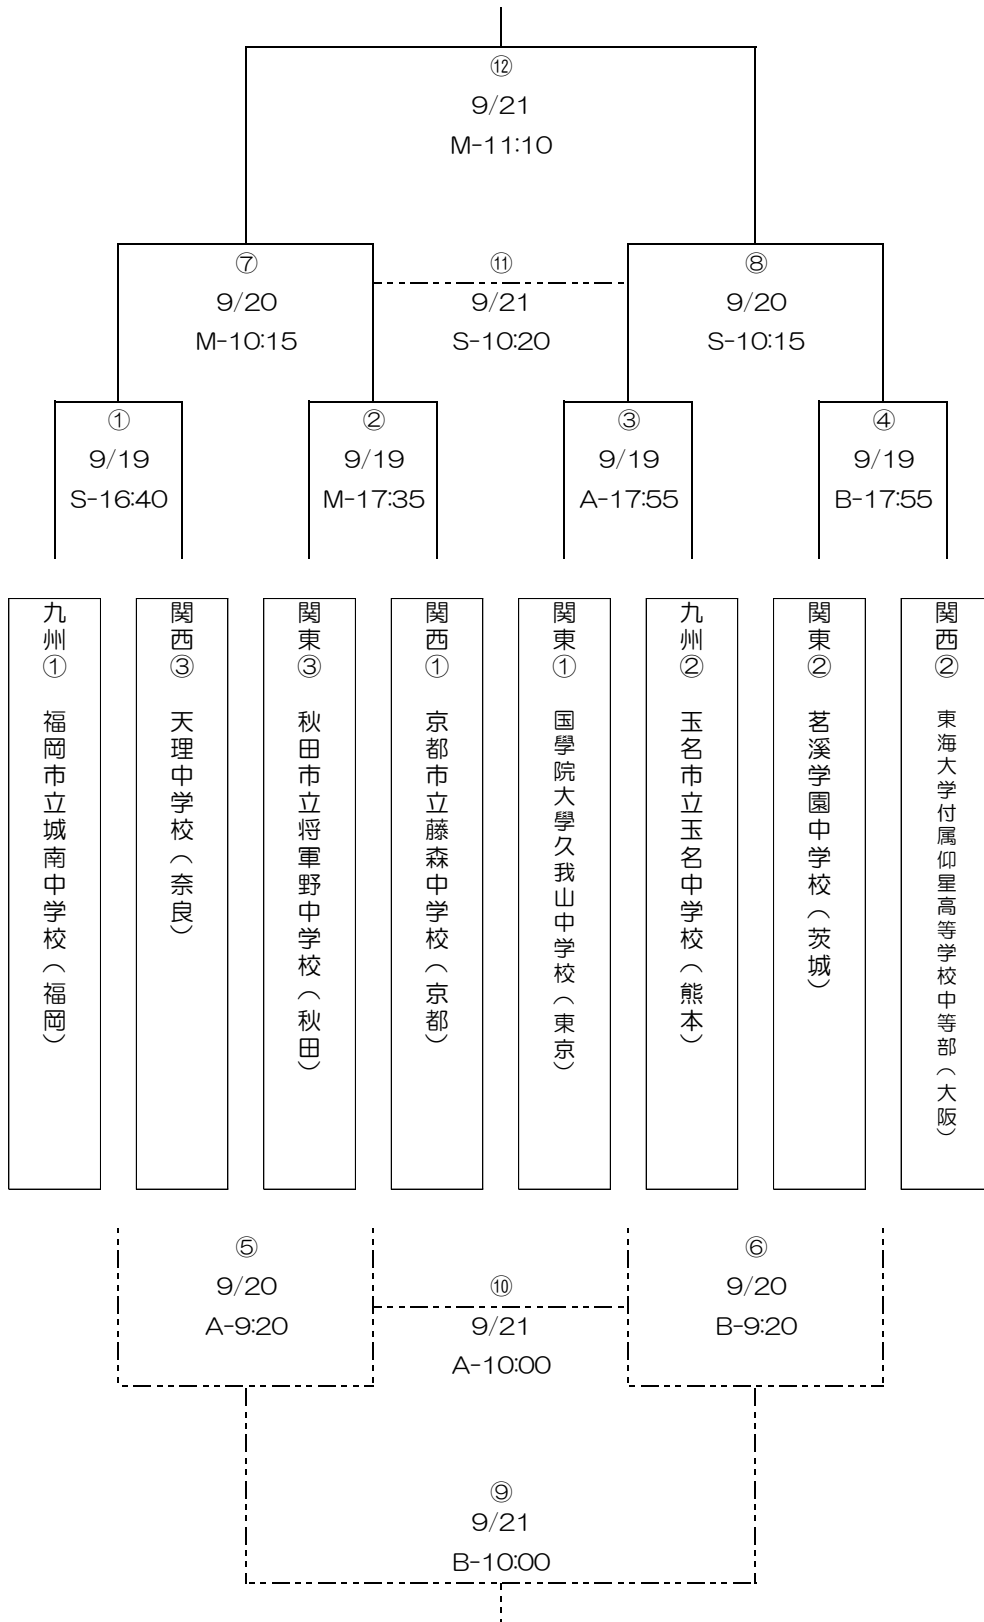 ⑫
9/21
M-11:10
⑦
9/20
M-10:15
⑪
9/21
S-10:20
⑧
9/20
S-10:15
①
9/19
S-16:40
②
9/19
M-17:35
③
9/19
A-17:55
④
9/19
B-17:55
九州① 福岡市立城南中学校（福岡）
関西③ 天理中学校（奈良）
関東③ 秋田市立将軍野中学校（秋田）
関西① 京都市立藤森中学校（京都）
関東① 国學院大學久我山中学校（東京）
九州② 玉名市立玉名中学校（熊本）
関東② 茗溪学園中学校（茨城）
関西② 東海大学付属仰星高等学校中等部（大阪）
⑤
9/20
A-9:20
⑩
9/21
A-10:00
⑥
9/20
B-9:20
⑨
9/21
B-10:00